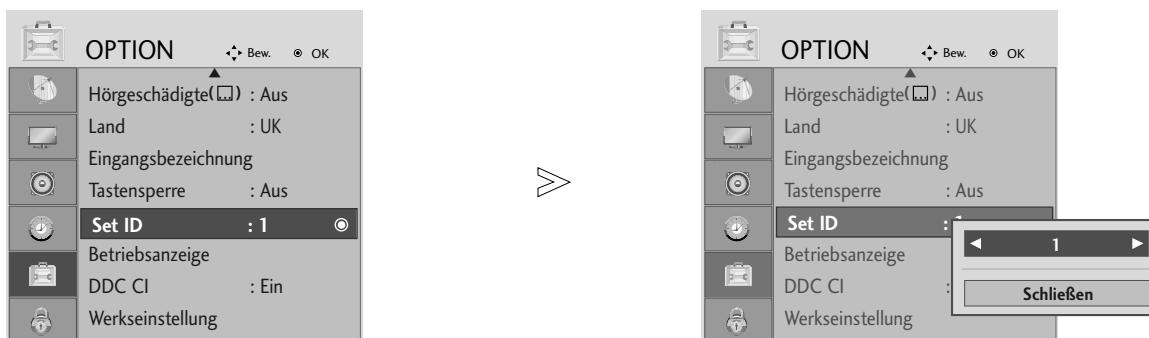 OPTION Bew. OK
Hörgeschädigte( ) : Aus
Land : UK
Eingangsbezeichnung
Tastensperre : Aus
Set ID : 1
Betriebsanzeige
DDC CI : Ein
Werkseinstellung
OPTION Bew. OK
Hörgeschädigte( ) : Aus
Land : UK
Eingangsbezeichnung
Tastensperre : Aus
Set ID :
◄ 1 ►
Betriebsanzeige
DDC CI :
Schließen
Werkseinstellung